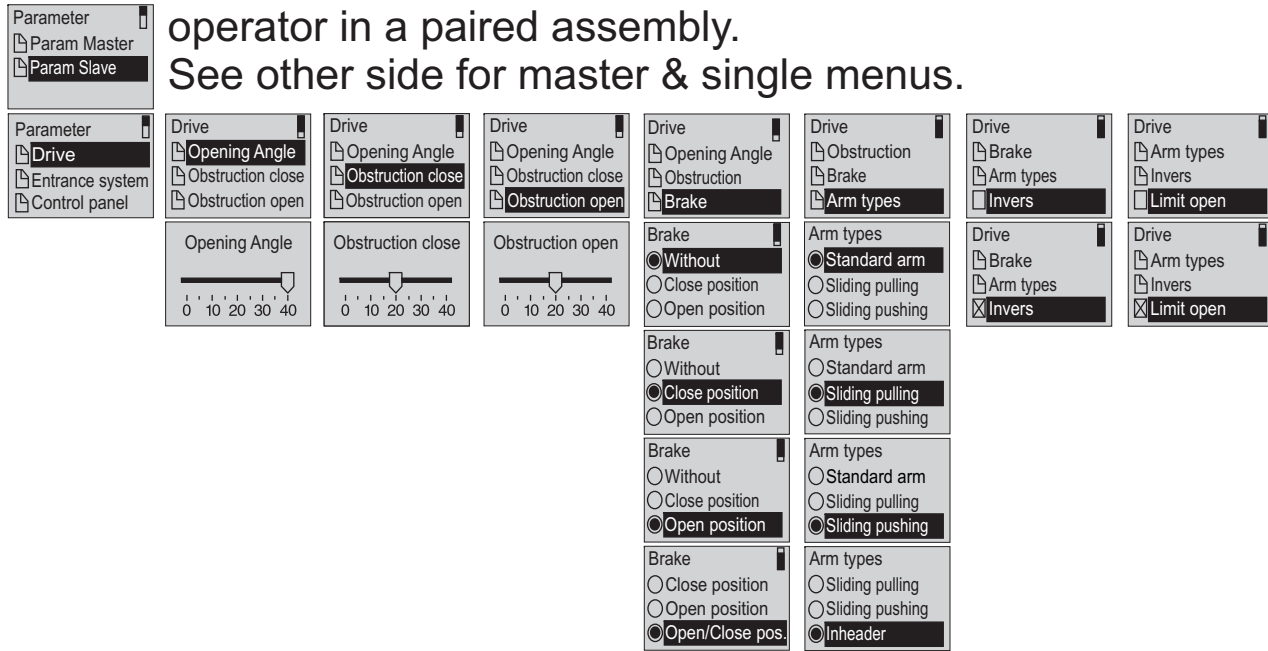 Parameter
Param Master
Param Slave
operator in a paired assembly.
See other side for master & single menus.
Parameter
Drive
Entrance system
Control panel
Drive
Opening Angle
Obstruction close
Obstruction open
Drive
Opening Angle
Obstruction close
Obstruction open
Drive
Opening Angle
Obstruction close
Obstruction open
Drive
Opening Angle
Obstruction
Brake
Drive
Obstruction
Brake
Arm types
Drive
Brake
Arm types
Invers
Drive
Arm types
Invers
Limit open
Opening Angle
0 10 20 30 40
Obstruction close
0 10 20 30 40
Obstruction open
0 10 20 30 40
Brake
Without
Close position
Open position
Arm types
Standard arm
Sliding pulling
Sliding pushing
Drive
Brake
Arm types
Invers
Drive
Arm types
Invers
Limit open
Brake
Without
Close position
Open position
Arm types
Standard arm
Sliding pulling
Sliding pushing
Brake
Without
Close position
Open position
Arm types
Standard arm
Sliding pulling
Sliding pushing
Brake
Close position
Open position
Open/Close pos.
Arm types
Sliding pulling
Sliding pushing
Inheader